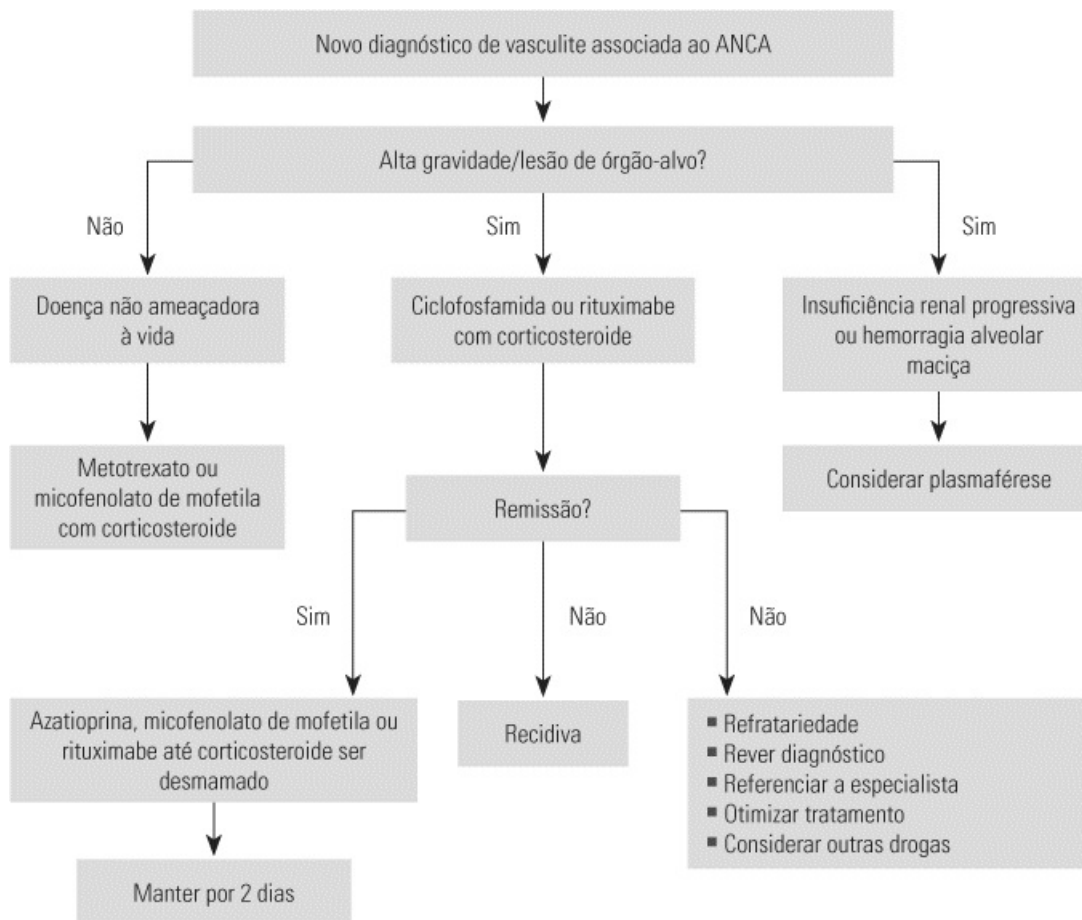 Novo diagnóstico de vasculite associada ao ANCA
Alta gravidade/lesão de órgão-alvo?
Não
Sim
Sim
Doença não ameaçadora
à vida
Ciclofosfamida ou rituximabe
com corticosteroide
Insuficiência renal progressiva
ou hemorragia alveolar
maciça
Metotrexato ou
micofenolato de mofetila
com corticosteroide
Considerar plasmaférese
Remissão?
Sim
Não
Não
Azatioprina, micofenolato de mofetila ou
rituximabe até corticosteroide ser
desmamado
Recidiva
▪ Refratariedade
▪ Rever diagnóstico
▪ Referenciar a especialista
▪ Otimizar tratamento
▪ Considerar outras drogas
Manter por 2 dias